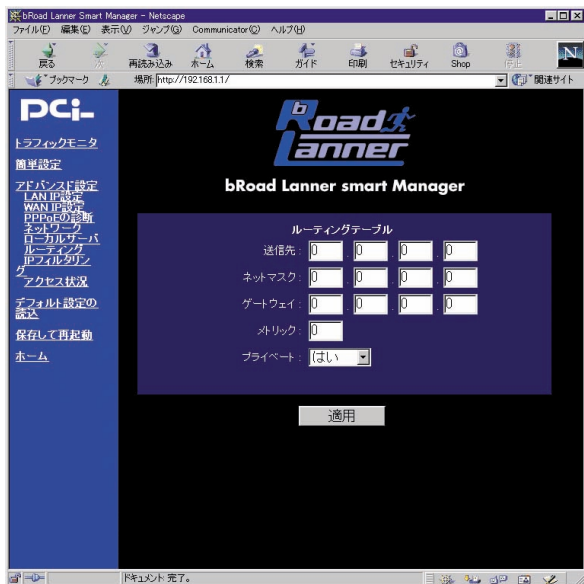 bRoad Lanner Smart Manager - Netscape
ファイル(F) 編集(E) 表示(V) ジャンプ(G) Communicator(C) ヘルプ(H)
戻る 再読み込み ホーム 検索 ガイド 印刷 セキュリティ Shop 停止
ブックマーク 場所: http://192.168.1.1/ 関連サイト
PCi
bRoad Lanner
bRoad Lanner smart Manager
トラフィックモニタ
簡単設定
アドバンスド設定
LAN IP設定
WAN IP設定
PPPoEの診断
ネットワーク
ローカルサーバ
ルーティング
IPフィルタリン
グ
アクセス状況
デフォルト設定の
読込
保存して再起動
ホーム
ルーティングテーブル
送信先: 0 . 0 . 0 . 0
ネットマスク: 0 . 0 . 0 . 0
ゲートウェイ: 0 . 0 . 0 . 0
メトリック: 0
プライベート: はい
適用
ドキュメント: 完了。